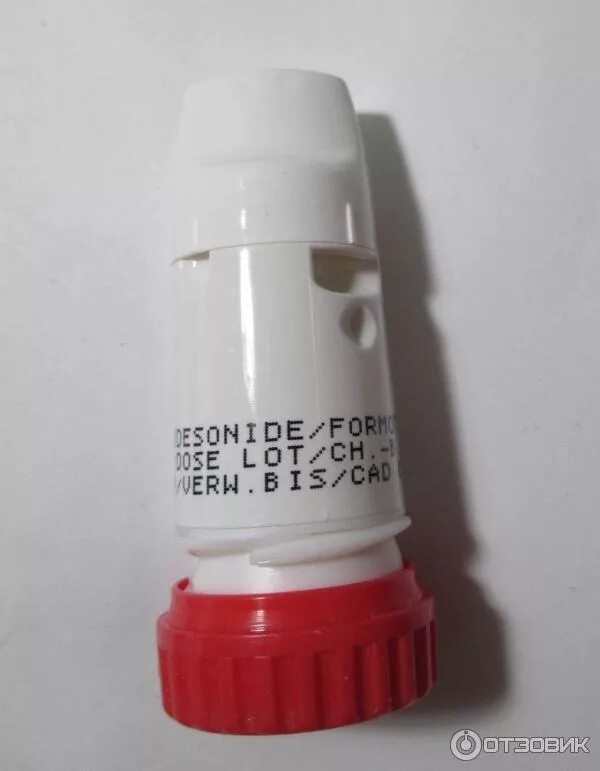 DESONIDE/FORMO
DOSE LOT/CH.-B
/VERW.BIS/CAD
ОТЗОВИК